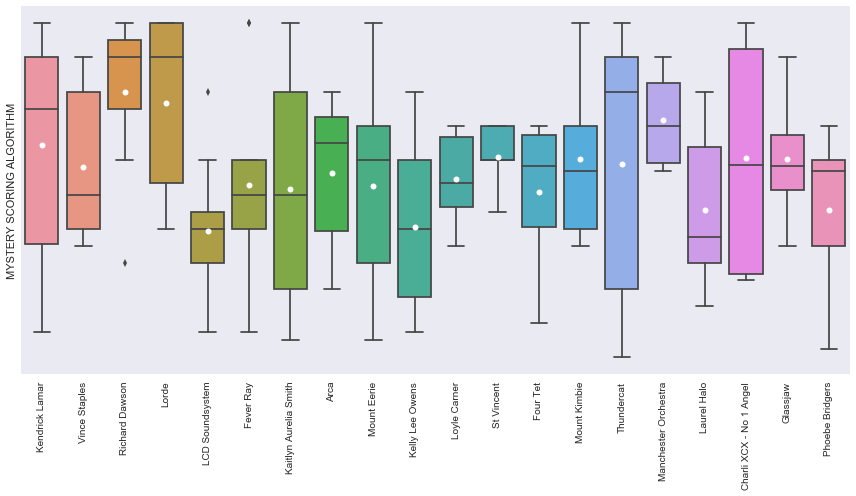 MYSTERY SCORING ALGORITHM
Kendrick Lamar
Vince Staples
Richard Dawson
Lorde
LCD Soundsystem
Fever Ray
Kaitlyn Aurelia Smith
Arca
Mount Eerie
Kelly Lee Owens
Loyle Carner
St Vincent
Four Tet
Mount Kimbie
Thundercat
Manchester Orchestra
Laurel Halo
Charli XCX - No 1 Angel
Glassjaw
Phoebe Bridgers